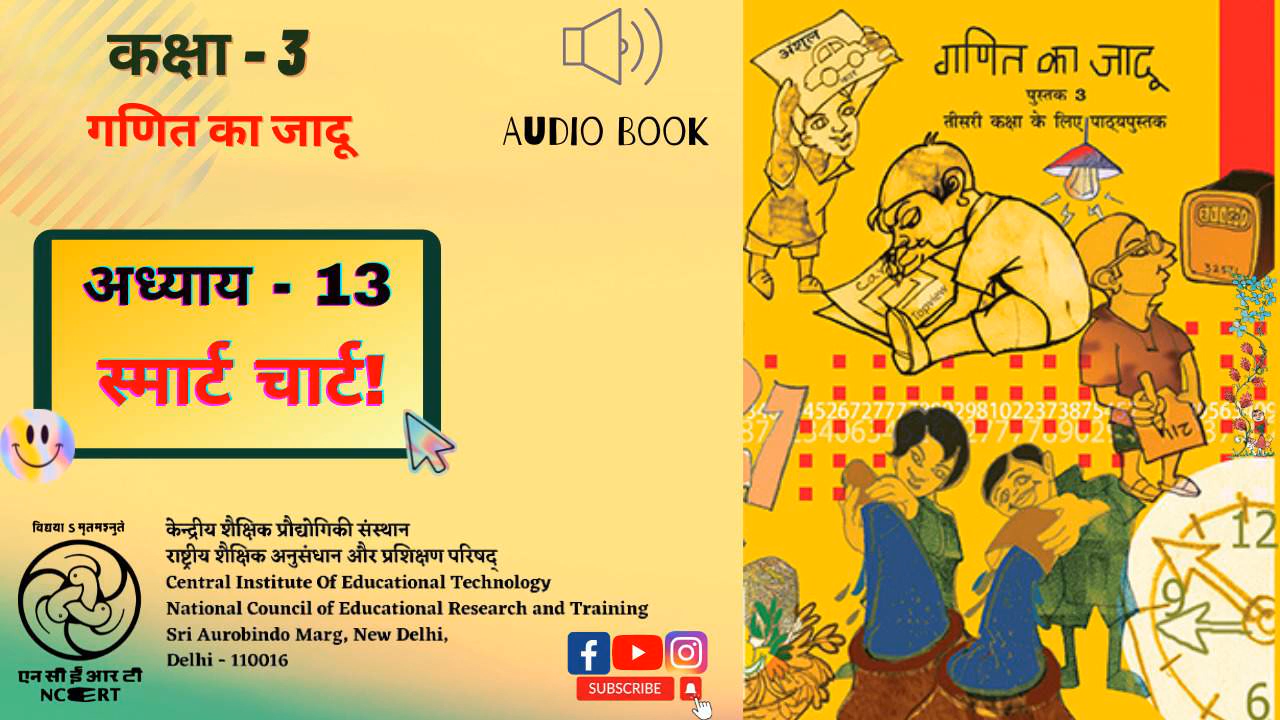 कक्षा - 3
गणित का जादू
AUDIO BOOK
अध्याय - 13
स्मार्ट चार्ट!
विद्यया ऽ मृतमश्नुते
एन सी ई आर टी
NCERT
केन्द्रीय शैक्षिक प्रौद्योगिकी संस्थान
राष्ट्रीय शैक्षिक अनुसंधान और प्रशिक्षण परिषद्
Central Institute Of Educational Technology
National Council of Educational Research and Training
Sri Aurobindo Marg, New Delhi,
Delhi - 110016
SUBSCRIBE
अंशुल
कार
गणित का जादू
पुस्तक 3
तीसरी कक्षा के लिए पाठ्यपुस्तक
Topview
12
9
6